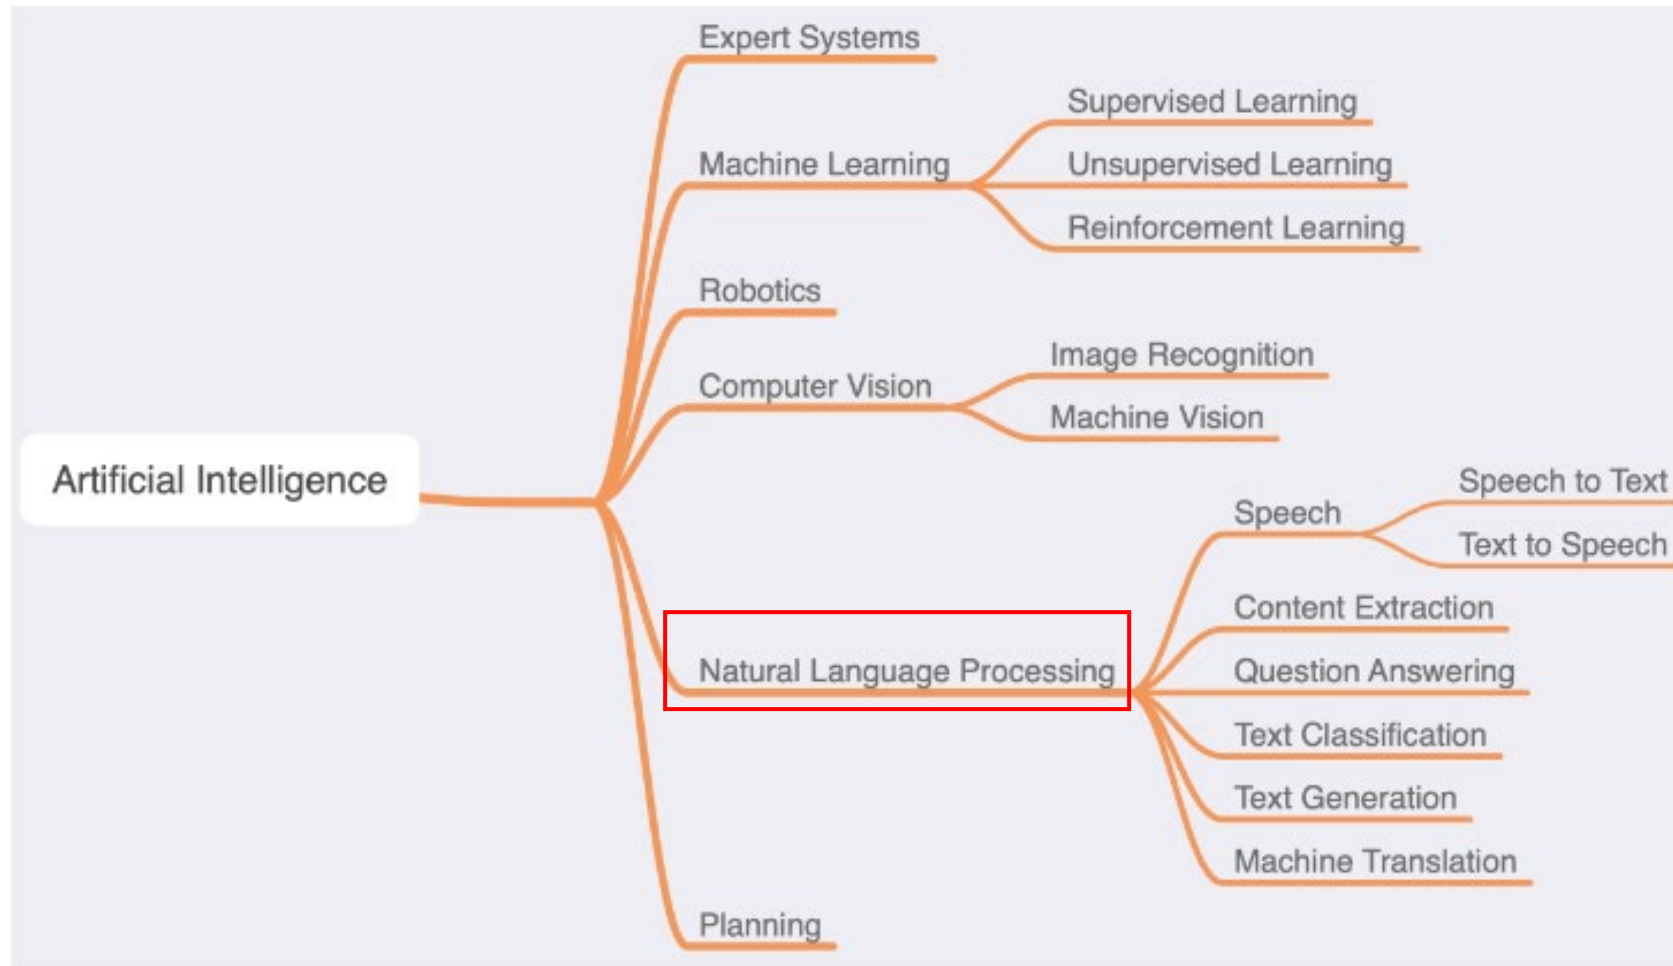 Expert Systems
Supervised Learning
Machine Learning
Unsupervised Learning
Reinforcement Learning
Robotics
Image Recognition
Computer Vision
Machine Vision
Artificial Intelligence
Speech to Text
Speech
Text to Speech
Content Extraction
Natural Language Processing
Question Answering
Text Classification
Text Generation
Machine Translation
Planning